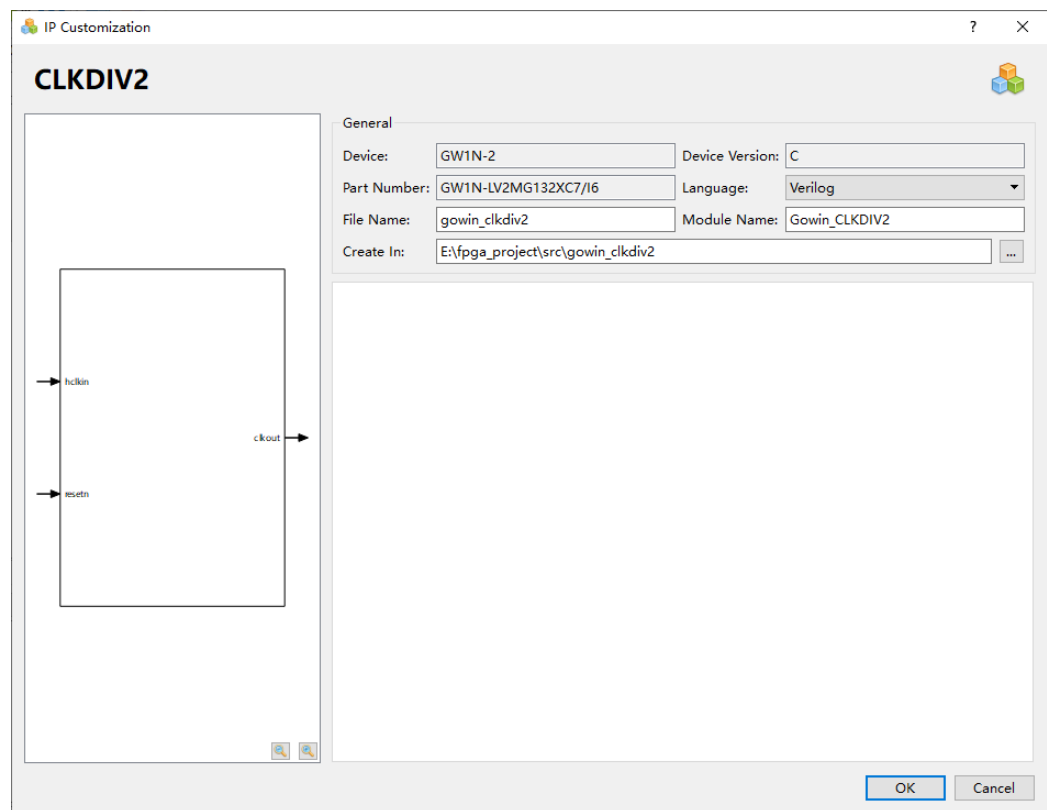 IP Customization
CLKDIV2
General
Device: GW1N-2 Device Version: C
Part Number: GW1N-LV2MG132XC7/I6 Language: Verilog
File Name: gowin_clkdiv2 Module Name: Gowin_CLKDIV2
Create In: E:\fpga_project\src\gowin_clkdiv2 ...
hclkin
clkout
resetn
OK Cancel